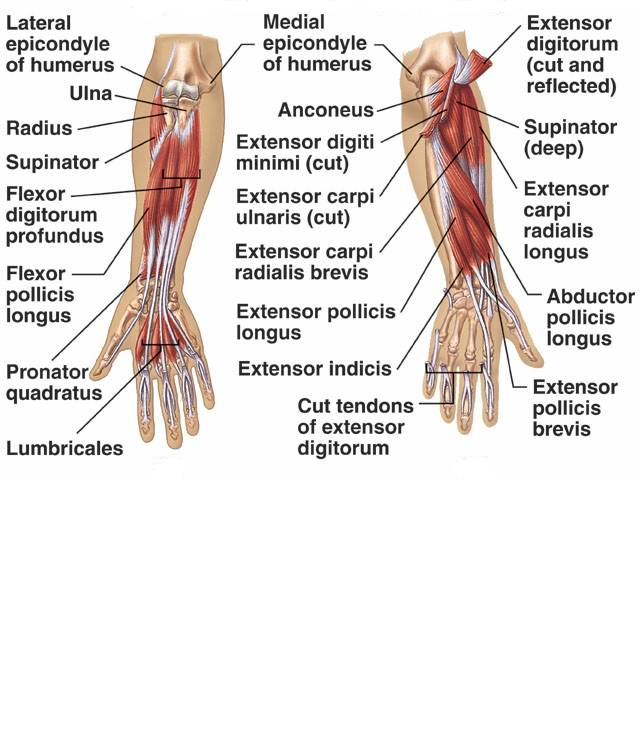 Lateral
epicondyle
of humerus
Ulna
Radius
Supinator
Flexor
digitorum
profundus
Flexor
pollicis
longus
Pronator
quadratus
Lumbricales
Medial
epicondyle
of humerus
Anconeus
Extensor digiti
minimi (cut)
Extensor carpi
ulnaris (cut)
Extensor carpi
radialis brevis
Extensor pollicis
longus
Extensor indicis
Cut tendons
of extensor
digitorum
Extensor
digitorum
(cut and
reflected)
Supinator
(deep)
Extensor
carpi
radialis
longus
Abductor
pollicis
longus
Extensor
pollicis
brevis